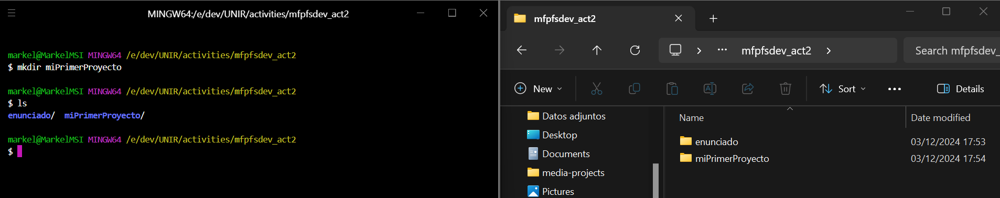 MINGW64:/e/dev/UNIR/activities/mfpfsdev_act2
markel@MarkelMSI MINGW64 /e/dev/UNIR/activities/mfpfsdev_act2
$ mkdir miPrimerProyecto
markel@MarkelMSI MINGW64 /e/dev/UNIR/activities/mfpfsdev_act2
$ ls
enunciado/  miPrimerProyecto/
markel@MarkelMSI MINGW64 /e/dev/UNIR/activities/mfpfsdev_act2
$
mfpfsdev_act2
mfpfsdev_act2
Search mfpfsdev_
New
Sort
Details
Datos adjuntos
Desktop
Documents
media-projects
Pictures
Name Date modified
enunciado 03/12/2024 17:53
miPrimerProyecto 03/12/2024 17:54